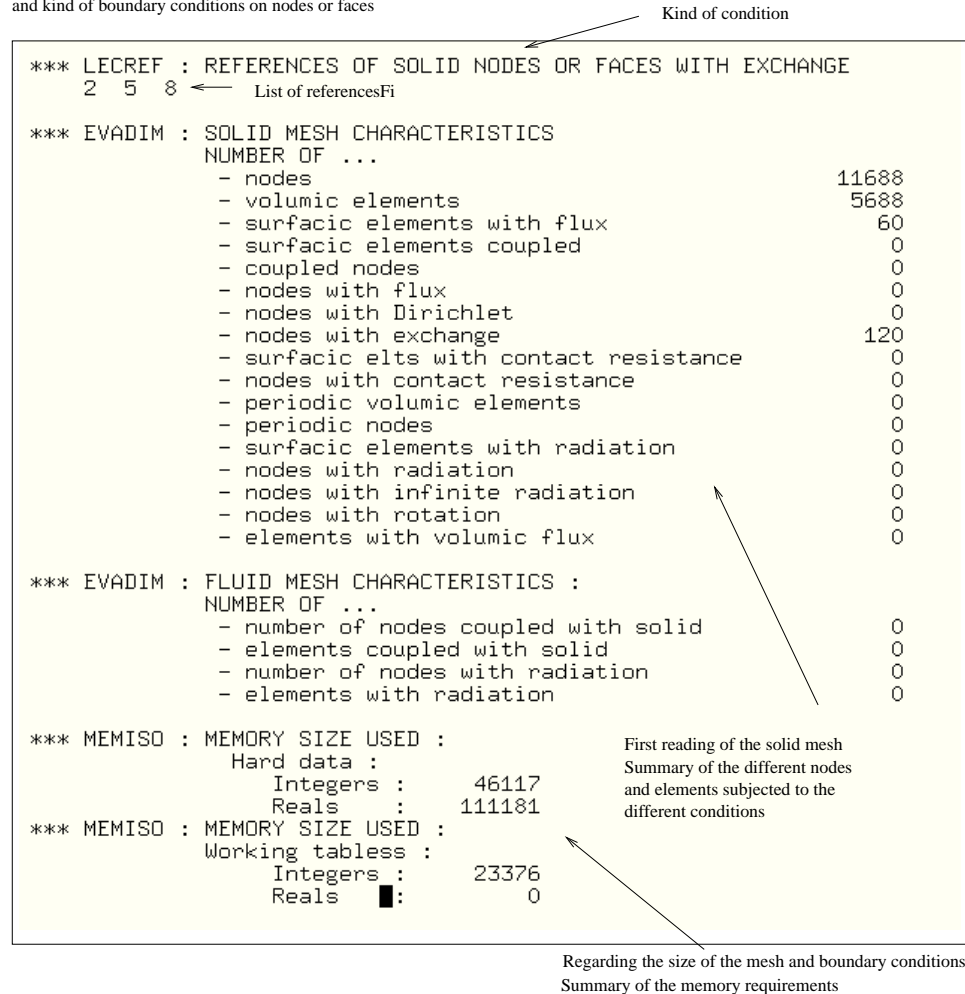 and kind of boundary conditions on nodes or faces
Kind of condition
*** LECREF : REFERENCES OF SOLID NODES OR FACES WITH EXCHANGE
2 5 8
List of referencesFi
*** EVADIM : SOLID MESH CHARACTERISTICS
NUMBER OF ...
- nodes 11688
- volumic elements 5688
- surfacic elements with flux 60
- surfacic elements coupled 0
- coupled nodes 0
- nodes with flux 0
- nodes with Dirichlet 0
- nodes with exchange 120
- surfacic elts with contact resistance 0
- nodes with contact resistance 0
- periodic volumic elements 0
- periodic nodes 0
- surfacic elements with radiation 0
- nodes with radiation 0
- nodes with infinite radiation 0
- nodes with rotation 0
- elements with volumic flux 0
*** EVADIM : FLUID MESH CHARACTERISTICS :
NUMBER OF ...
- number of nodes coupled with solid 0
- elements coupled with solid 0
- number of nodes with radiation 0
- elements with radiation 0
*** MEMISO : MEMORY SIZE USED :
Hard data :
Integers : 46117
Reals : 111181
First reading of the solid mesh
Summary of the different nodes
and elements subjected to the
different conditions
*** MEMISO : MEMORY SIZE USED :
Working tabless :
Integers : 23376
Reals : 0
Regarding the size of the mesh and boundary conditions
Summary of the memory requirements